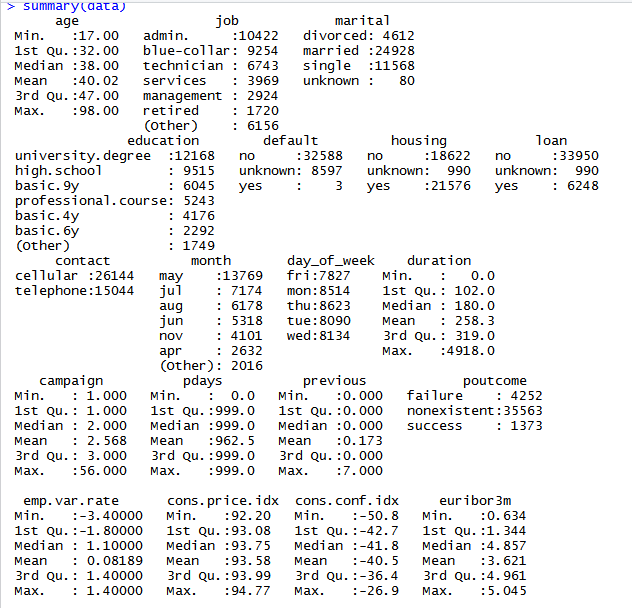 > summary(data)
      age                 job            marital
 Min.   :17.00   admin.     :10422   divorced: 4612
 1st Qu.:32.00   blue-collar: 9254   married :24928
 Median :38.00   technician : 6743   single  :11568
 Mean   :40.02   services   : 3969   unknown :   80
 3rd Qu.:47.00   management : 2924
 Max.   :98.00   retired    : 1720
                 (Other)    : 6156
               education        default         housing           loan
 university.degree  :12168   no     :32588   no     :18622   no     :33950
 high.school        : 9515   unknown: 8597   unknown:  990   unknown:  990
 basic.9y           : 6045   yes    :    3   yes    :21576   yes    : 6248
 professional.course: 5243
 basic.4y           : 4176
 basic.6y           : 2292
 (Other)            : 1749
      contact          month       day_of_week    duration
 cellular :26144   may    :13769   fri:7827    Min.   :   0.0
 telephone:15044   jul    : 7174   mon:8514    1st Qu.: 102.0
                   aug    : 6178   thu:8623    Median : 180.0
                   jun    : 5318   tue:8090    Mean   : 258.3
                   nov    : 4101   wed:8134    3rd Qu.: 319.0
                   apr    : 2632               Max.   :4918.0
                   (Other): 2016
    campaign          pdays          previous          poutcome
 Min.   : 1.000   Min.   :  0.0   Min.   :0.000   failure    : 4252
 1st Qu.: 1.000   1st Qu.:999.0   1st Qu.:0.000   nonexistent:35563
 Median : 2.000   Median :999.0   Median :0.000   success    : 1373
 Mean   : 2.568   Mean   :962.5   Mean   :0.173
 3rd Qu.: 3.000   3rd Qu.:999.0   3rd Qu.:0.000
 Max.   :56.000   Max.   :999.0   Max.   :7.000
  emp.var.rate      cons.price.idx  cons.conf.idx     euribor3m
 Min.   :-3.40000   Min.   :92.20   Min.   :-50.8   Min.   :0.634
 1st Qu.:-1.80000   1st Qu.:93.08   1st Qu.:-42.7   1st Qu.:1.344
 Median : 1.10000   Median :93.75   Median :-41.8   Median :4.857
 Mean   : 0.08189   Mean   :93.58   Mean   :-40.5   Mean   :3.621
 3rd Qu.: 1.40000   3rd Qu.:93.99   3rd Qu.:-36.4   3rd Qu.:4.961
 Max.   : 1.40000   Max.   :94.77   Max.   :-26.9   Max.   :5.045